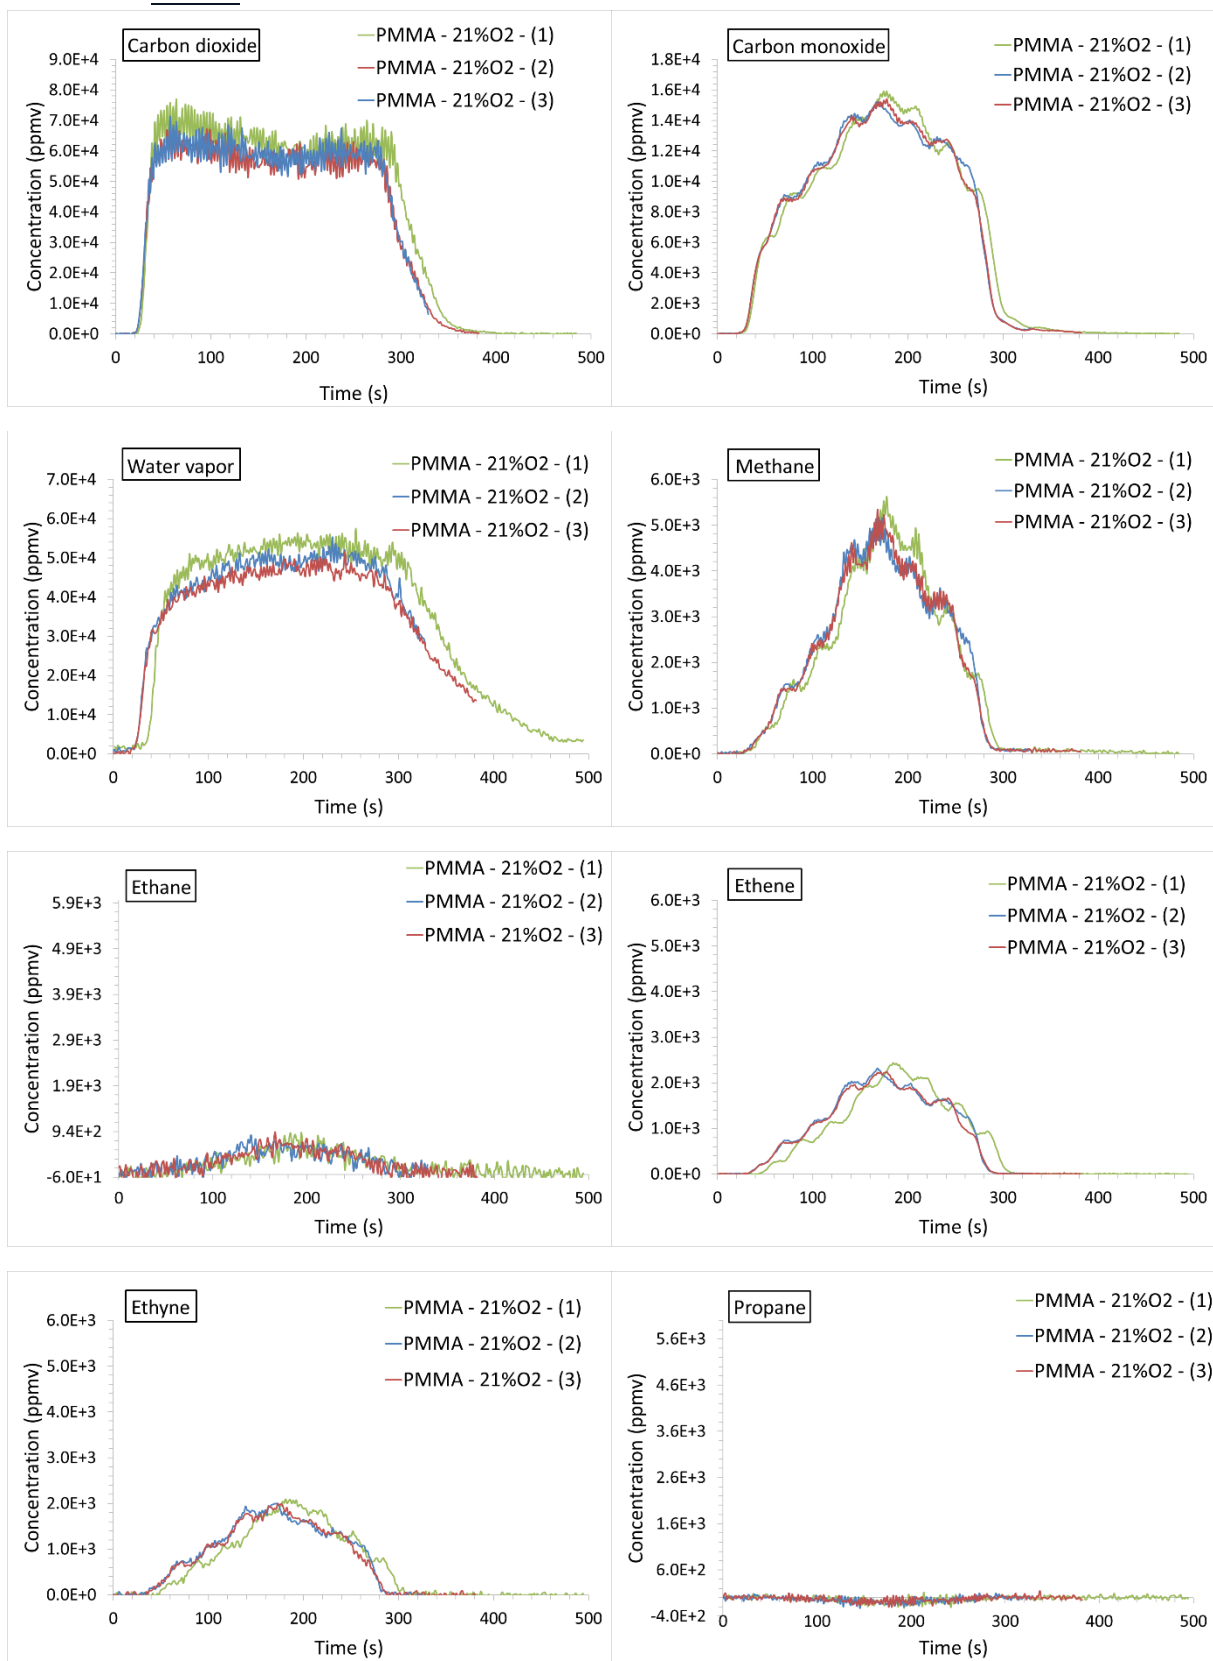 Carbon dioxide
PMMA - 21%O2 - (1)
PMMA - 21%O2 - (2)
PMMA - 21%O2 - (3)
Concentration (ppmv)
9.0E+4
8.0E+4
7.0E+4
6.0E+4
5.0E+4
4.0E+4
3.0E+4
2.0E+4
1.0E+4
0.0E+0
0 100 200 300 400 500
Time (s)
Carbon monoxide
PMMA - 21%O2 - (1)
PMMA - 21%O2 - (2)
PMMA - 21%O2 - (3)
Concentration (ppmv)
1.8E+4
1.6E+4
1.4E+4
1.2E+4
1.0E+4
8.0E+3
6.0E+3
4.0E+3
2.0E+3
0.0E+0
0 100 200 300 400 500
Time (s)
Water vapor
PMMA - 21%O2 - (1)
PMMA - 21%O2 - (2)
PMMA - 21%O2 - (3)
Concentration (ppmv)
7.0E+4
6.0E+4
5.0E+4
4.0E+4
3.0E+4
2.0E+4
1.0E+4
0.0E+0
0 100 200 300 400 500
Time (s)
Methane
PMMA - 21%O2 - (1)
PMMA - 21%O2 - (2)
PMMA - 21%O2 - (3)
Concentration (ppmv)
6.0E+3
5.0E+3
4.0E+3
3.0E+3
2.0E+3
1.0E+3
0.0E+0
0 100 200 300 400 500
Time (s)
Ethane
PMMA - 21%O2 - (1)
PMMA - 21%O2 - (2)
PMMA - 21%O2 - (3)
Concentration (ppmv)
5.9E+3
4.9E+3
3.9E+3
2.9E+3
1.9E+3
9.4E+2
-6.0E+1
0 100 200 300 400 500
Time (s)
Ethene
PMMA - 21%O2 - (1)
PMMA - 21%O2 - (2)
PMMA - 21%O2 - (3)
Concentration (ppmv)
6.0E+3
5.0E+3
4.0E+3
3.0E+3
2.0E+3
1.0E+3
0.0E+0
0 100 200 300 400 500
Time (s)
Ethyne
PMMA - 21%O2 - (1)
PMMA - 21%O2 - (2)
PMMA - 21%O2 - (3)
Concentration (ppmv)
6.0E+3
5.0E+3
4.0E+3
3.0E+3
2.0E+3
1.0E+3
0.0E+0
0 100 200 300 400 500
Time (s)
Propane
PMMA - 21%O2 - (1)
PMMA - 21%O2 - (2)
PMMA - 21%O2 - (3)
Concentration (ppmv)
5.6E+3
4.6E+3
3.6E+3
2.6E+3
1.6E+3
6.0E+2
-4.0E+2
0 100 200 300 400 500
Time (s)